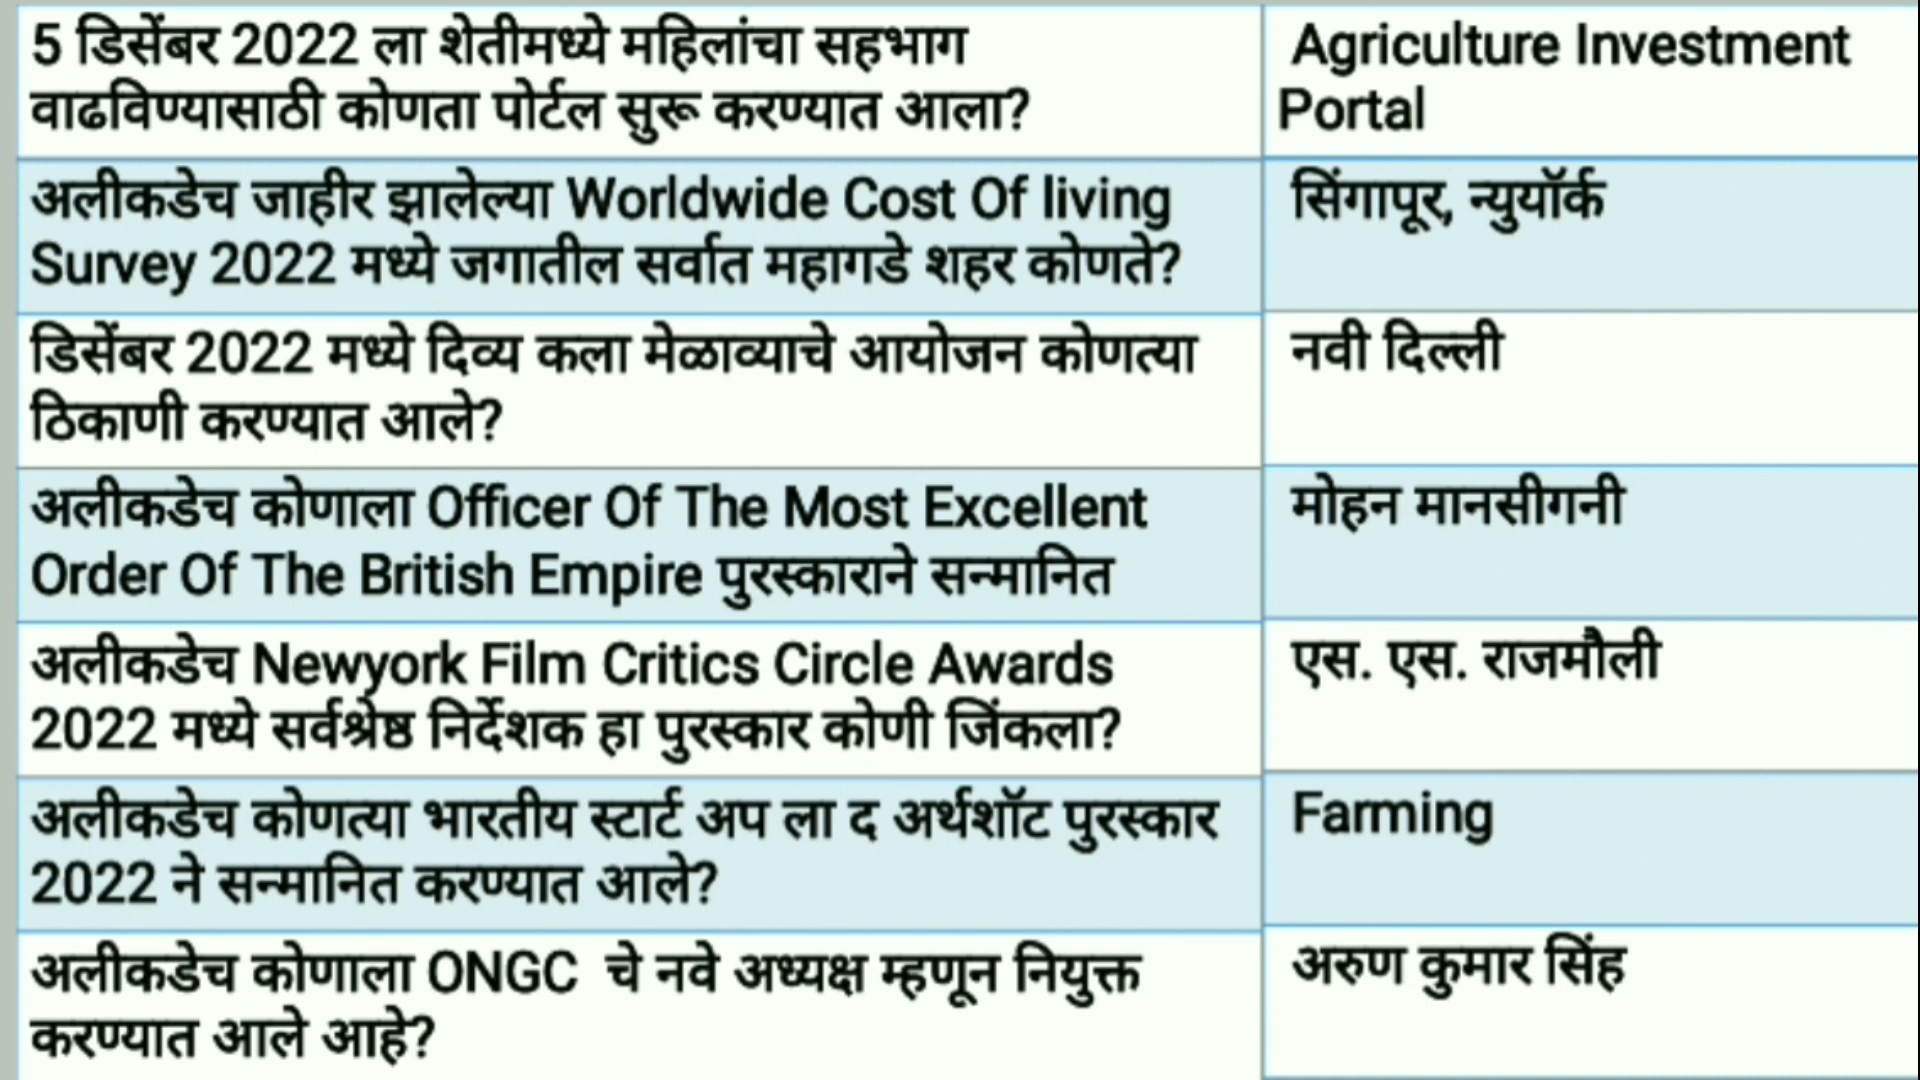 5 डिसेंबर 2022 ला शेतीमध्ये महिलांचा सहभाग
वाढविण्यासाठी कोणता पोर्टल सुरू करण्यात आला?
Agriculture Investment
Portal
अलीकडेच जाहीर झालेल्या Worldwide Cost Of living
Survey 2022 मध्ये जगातील सर्वात महागडे शहर कोणते?
सिंगापूर, न्युयॉर्क
डिसेंबर 2022 मध्ये दिव्य कला मेळाव्याचे आयोजन कोणत्या
ठिकाणी करण्यात आले?
नवी दिल्ली
अलीकडेच कोणाला Officer Of The Most Excellent
Order Of The British Empire पुरस्काराने सन्मानित
मोहन मानसीगनी
अलीकडेच Newyork Film Critics Circle Awards
2022 मध्ये सर्वश्रेष्ठ निर्देशक हा पुरस्कार कोणी जिंकला?
एस. एस. राजमौली
अलीकडेच कोणत्या भारतीय स्टार्ट अप ला द अर्थशॉट पुरस्कार
2022 ने सन्मानित करण्यात आले?
Farming
अलीकडेच कोणाला ONGC चे नवे अध्यक्ष म्हणून नियुक्त
करण्यात आले आहे?
अरुण कुमार सिंह